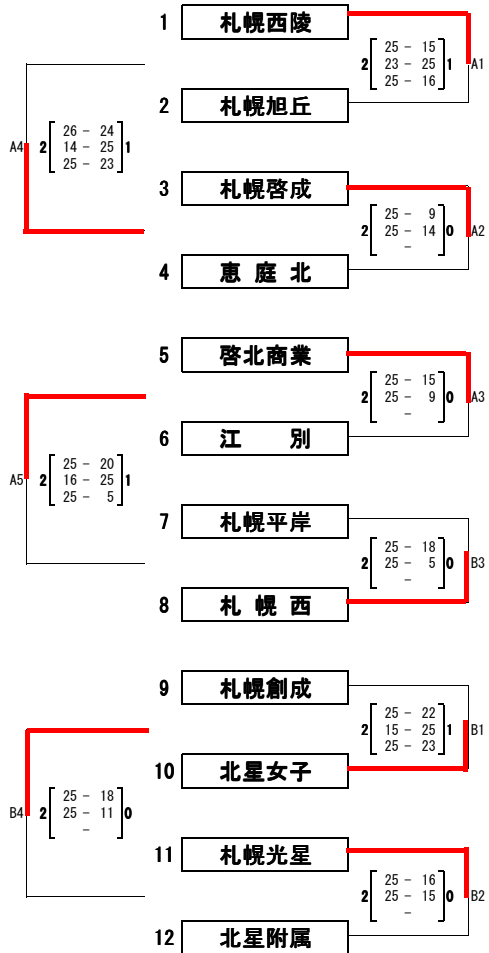 1 札幌西陵
25 - 15
2 23 - 25 1 A1
25 - 16
2 札幌旭丘
26 - 24
A4 2 14 - 25 1
25 - 23
3 札幌啓成
25 - 9
2 25 - 14 0 A2
-
4 恵庭北
5 啓北商業
25 - 15
2 25 - 9 0 A3
-
6 江別
25 - 20
A5 2 16 - 25 1
25 - 5
7 札幌平岸
25 - 18
2 25 - 5 0 B3
-
8 札幌西
9 札幌創成
25 - 22
2 15 - 25 1 B1
25 - 23
10 北星女子
25 - 18
B4 2 25 - 11 0
-
11 札幌光星
25 - 16
2 25 - 15 0 B2
-
12 北星附属